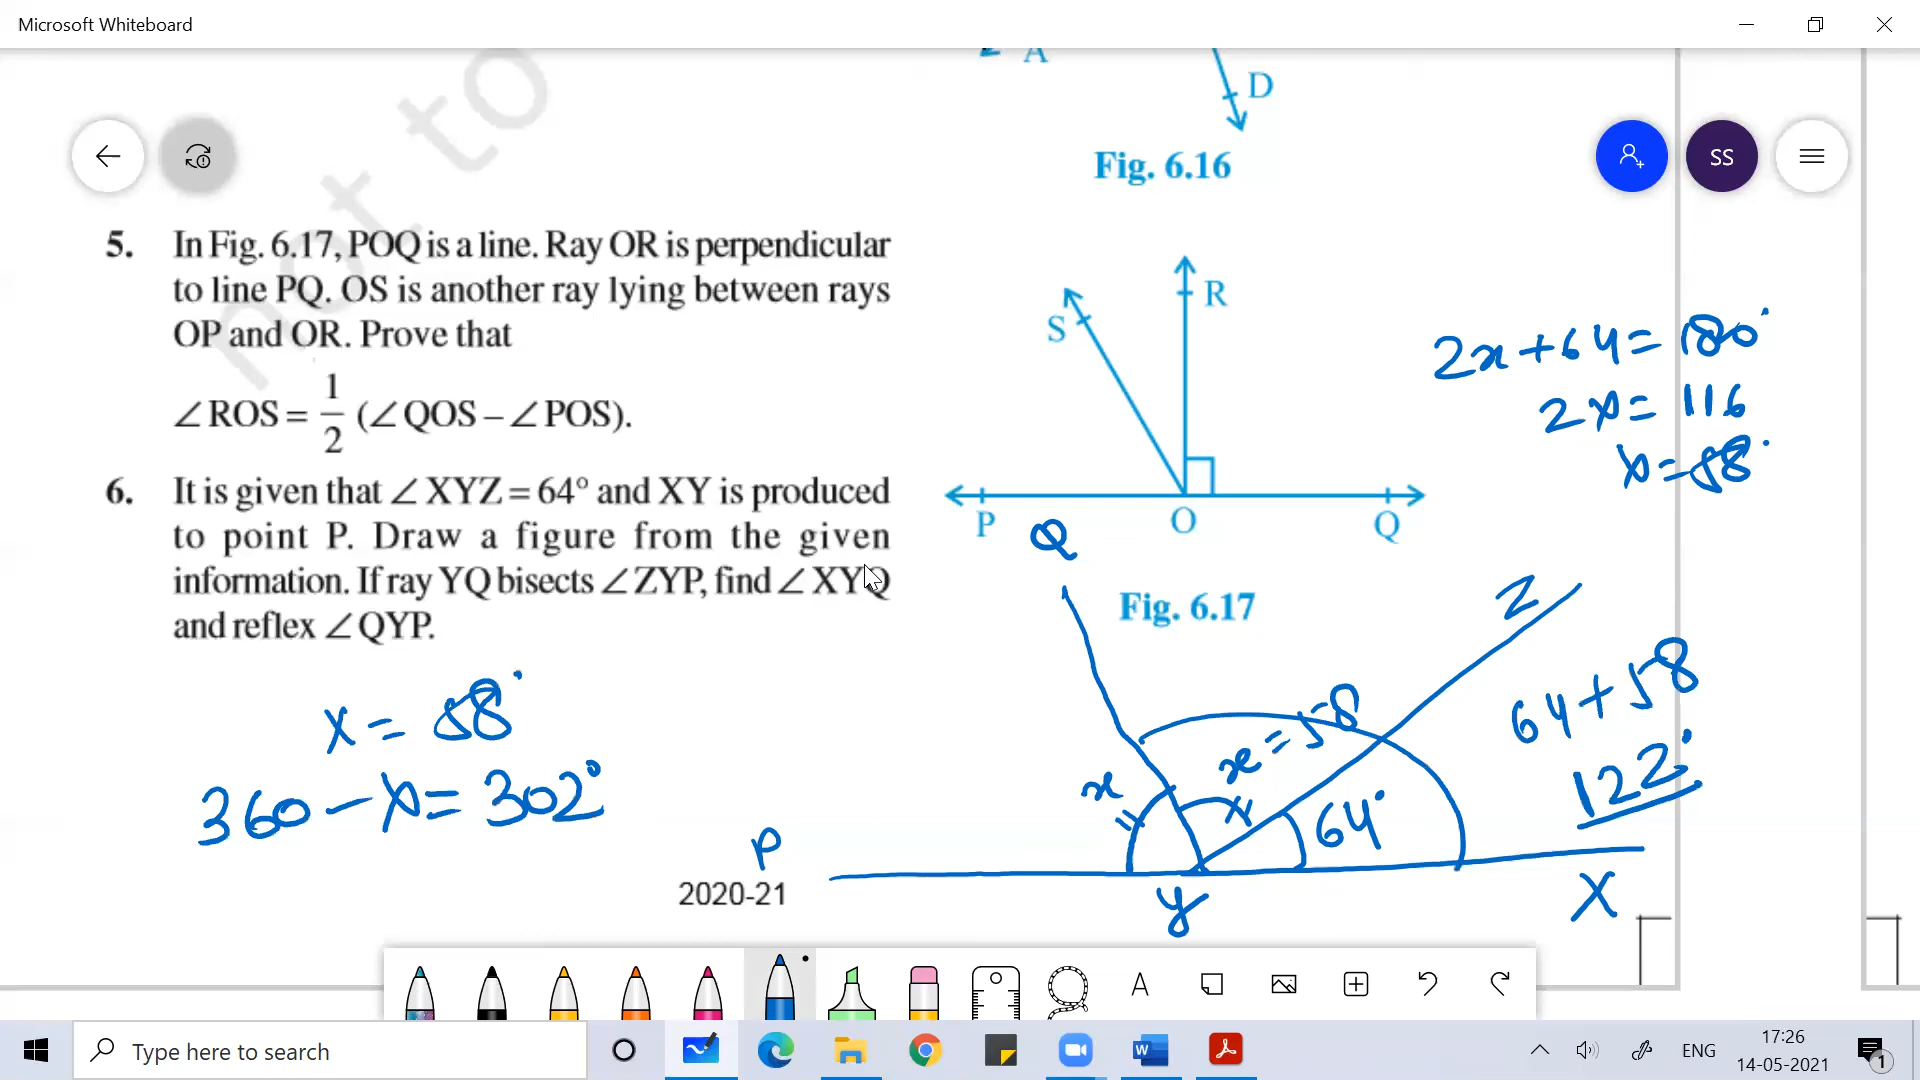 Microsoft Whiteboard
not to
A
D
Fig. 6.16
SS
5. In Fig. 6.17, POQ is a line. Ray OR is perpendicular
to line PQ. OS is another ray lying between rays
OP and OR. Prove that
∠ROS = 1/2 (∠QOS – ∠POS).
6. It is given that ∠XYZ = 64° and XY is produced
to point P. Draw a figure from the given
information. If ray YQ bisects ∠ZYP, find ∠XYQ
and reflex ∠QYP.
S
R
P
O
Q
Fig. 6.17
2x + 64 = 180°
2x = 116
x = 58°
x = 58°
360 – x = 302°
Q
Z
x = 58
x
x
64°
P
y
X
64 + 58
122°
2020-21
A
Type here to search
ENG
17:26
14-05-2021
1